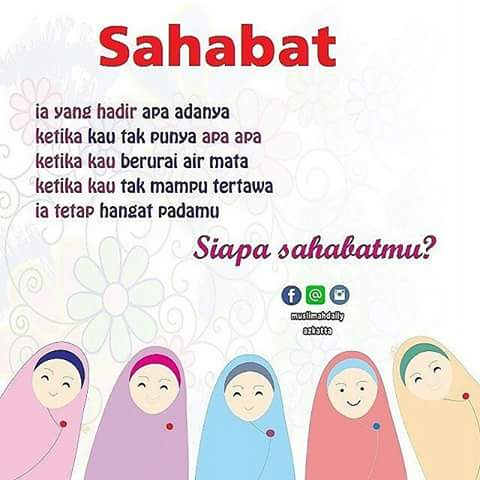 Sahabat
ia yang hadir apa adanya
ketika kau tak punya apa apa
ketika kau berurai air mata
ketika kau tak mampu tertawa
ia tetap hangat padamu
Siapa sahabatmu?
muslimahdaily
azkatta